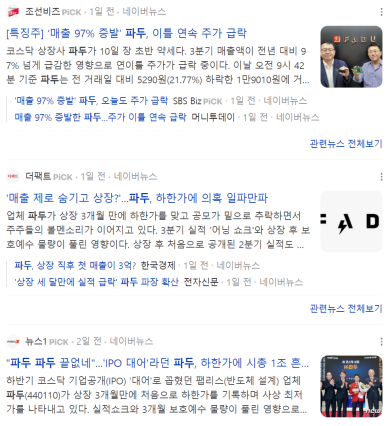 조선비즈 PiCK · 1일 전 · 네이버뉴스
[특징주] '매출 97% 증발' 파두, 이틀 연속 주가 급락
코스닥 상장사 파두가 10일 장 초반 약세다. 3분기 매출액이 전년 대비 9
7% 넘게 급감한 영향으로 연이틀 주가가 급락 중이다. 이날 오전 9시 42
분 기준 파두는 전 거래일 대비 5290원(21.77%) 하락한 1만9010원에 거...
'매출 97% 증발' 파두, 오늘도 주가 급락 SBS Biz PiCK · 1일 전 · 네이버뉴스
매출 97% 증발한 파두...주가 이틀 연속 급락 머니투데이 · 1일 전 · 네이버뉴스
관련뉴스 전체보기
더팩트 PiCK · 1일 전 · 네이버뉴스
'매출 제로 숨기고 상장?'...파두, 하한가에 의혹 일파만파
업체 파두가 상장 3개월 만에 하한가를 맞고 공모가 밑으로 추락하면서
주주들의 볼멘소리가 이어지고 있다. 3분기 실적 '어닝 쇼크'와 상장 후 보
호예수 물량이 풀린 영향이다. 상장 후 처음으로 공개된 2분기 실적도 ...
FAD
파두, 상장 직후 첫 매출이 3억? 한국경제 · 1일 전 · 네이버뉴스
'상장 세 달만에 실적 급락' 파두 파장 확산 전자신문 · 1일 전 · 네이버뉴스
관련뉴스 전체보기
뉴스1 PiCK · 2일 전 · 네이버뉴스
"파두 파두 끝없네"...'IPO 대어'라던 파두, 하한가에 시총 1조 흔...
하반기 코스닥 기업공개(IPO) '대어'로 꼽혔던 팹리스(반도체 설계) 업체
파두(440110)가 상장 3개월만에 처음으로 하한가를 기록하며 사상 최저
가를 나타내고 있다. 실적쇼크와 3개월 보호예수 물량이 풀린 영향으로...